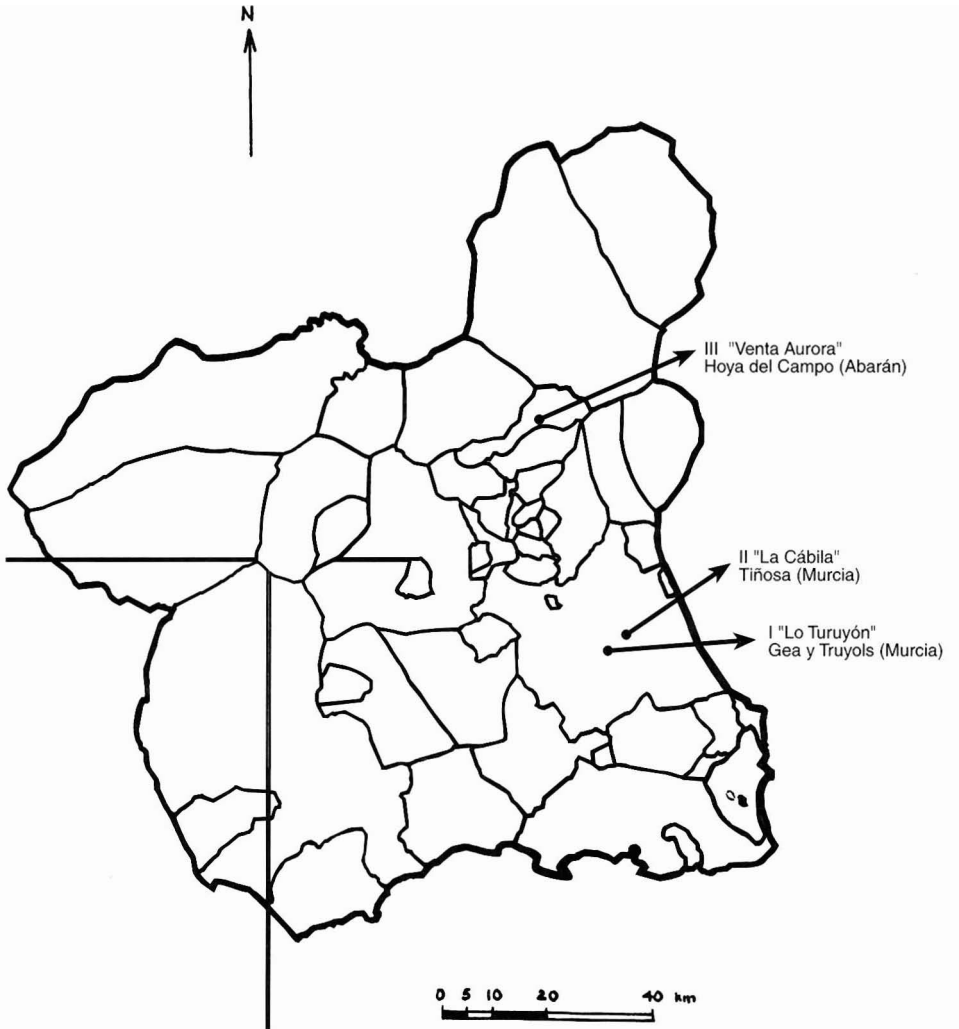 N
III "Venta Aurora"
Hoya del Campo (Abarán)
II "La Cábila"
Tiñosa (Murcia)
I "Lo Turuyón"
Gea y Truyols (Murcia)
0 5 10 20 40 km